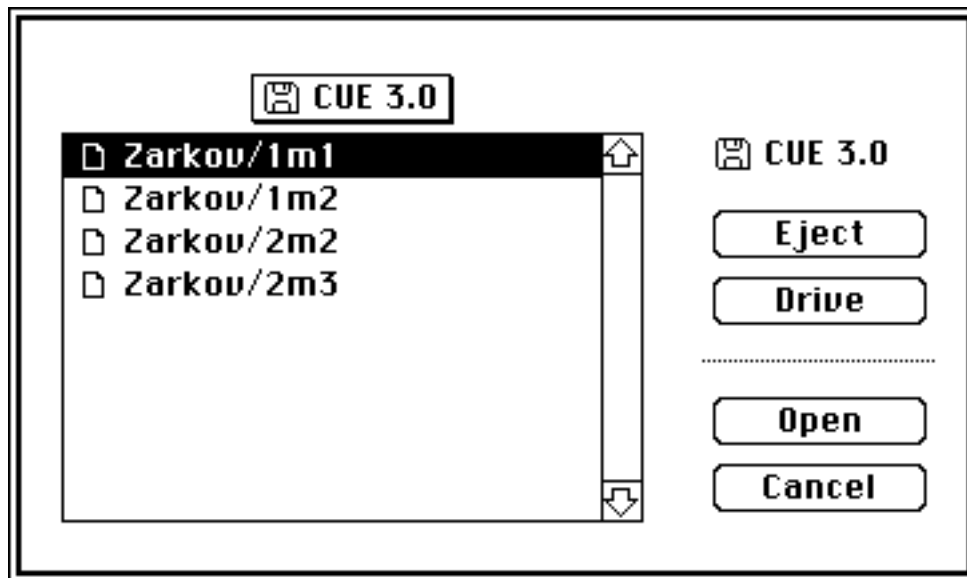 CUE 3.0
Zarkov/1m1
Zarkov/1m2
Zarkov/2m2
Zarkov/2m3
CUE 3.0
Eject
Drive
Open
Cancel